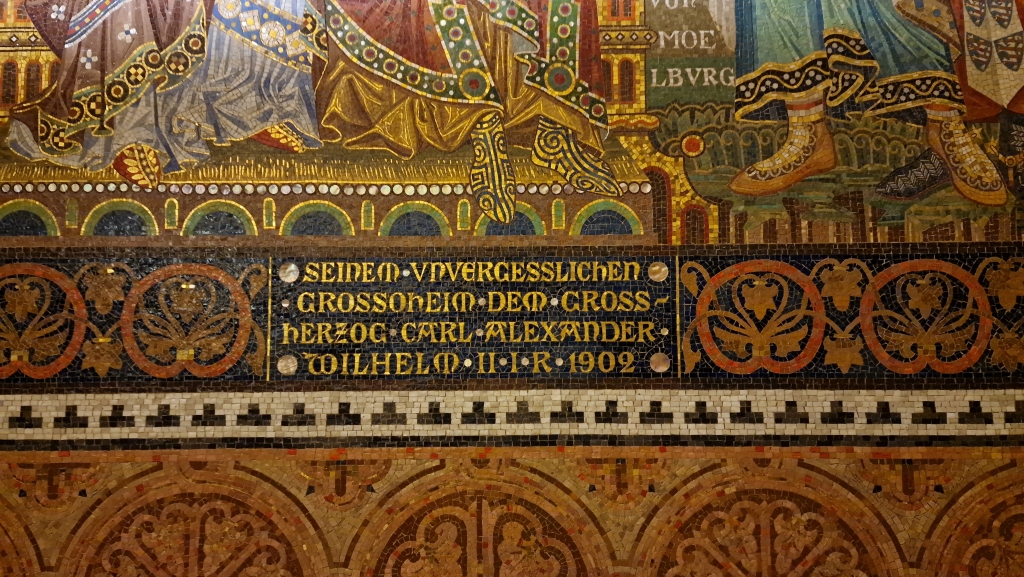 VON
MOE
LBVRG
SEINEM·VNVERGESSLICHEN
·GROSSOHEIM·DEM·GROSS-
HERZOG·CARL·ALEXANDER·
WILHELM·II·I·R·1902